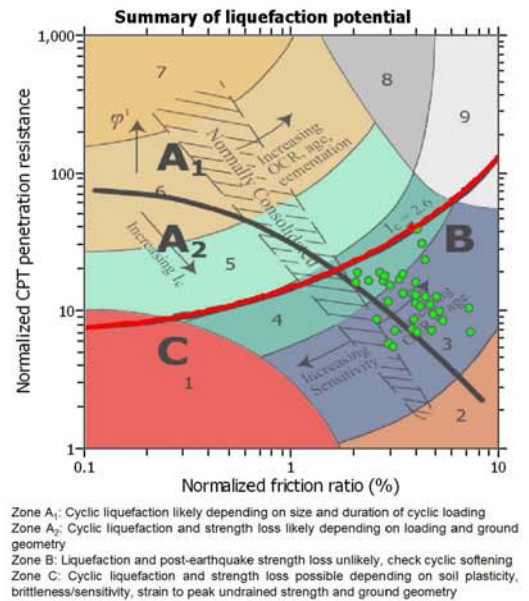 Summary of liquefaction potential
Normalized CPT penetration resistance
1,000
100
10
1
7
8
9
φ'
A1
Normally Consolidated
Increasing
OCR, age,
cementation
6
A2
Increasing Ic
5
Ic = 2.6
B
4
C
1
Increasing
Sensitivity
age
3
2
0.1
1
10
Normalized friction ratio (%)
Zone A1: Cyclic liquefaction likely depending on size and duration of cyclic loading
Zone A2: Cyclic liquefaction and strength loss likely depending on loading and ground
geometry
Zone B: Liquefaction and post-earthquake strength loss unlikely, check cyclic softening
Zone C: Cyclic liquefaction and strength loss possible depending on soil plasticity,
brittleness/sensitivity, strain to peak undrained strength and ground geometry